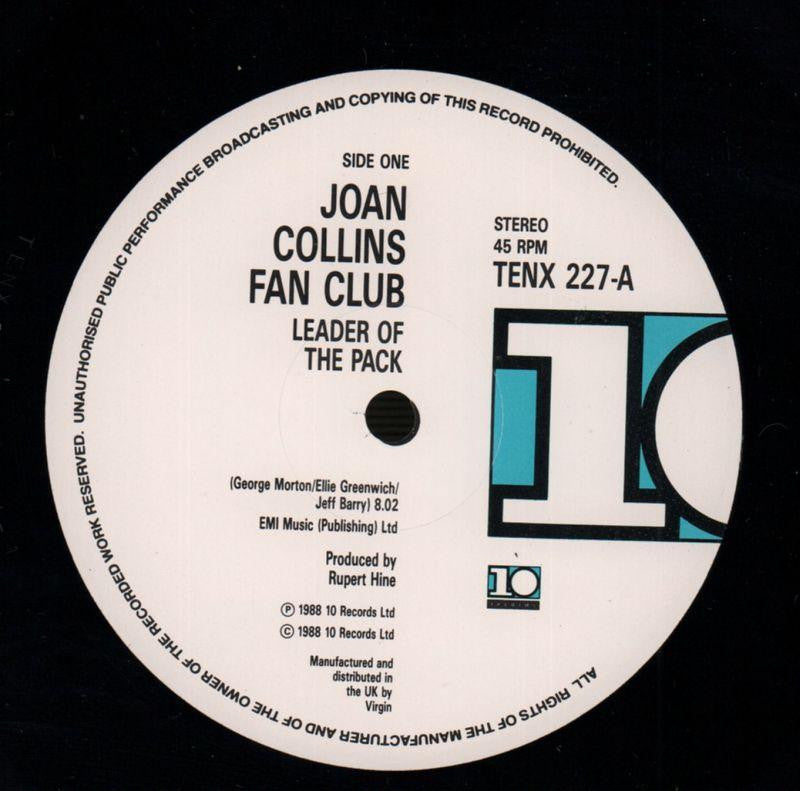 UNAUTHORISED PUBLIC PERFORMANCE BROADCASTING AND COPYING OF THIS RECORD PROHIBITED.
SIDE ONE
JOAN
COLLINS
FAN CLUB
LEADER OF
THE PACK
STEREO
45 RPM
TENX 227-A
10
(George Morton/Ellie Greenwich/
Jeff Barry) 8.02
EMI Music (Publishing) Ltd
Produced by
Rupert Hine
Ⓟ 1988 10 Records Ltd
© 1988 10 Records Ltd
Manufactured and
distributed in
the UK by
Virgin
10
records
ALL RIGHTS OF THE MANUFACTURER AND OF THE OWNER OF THE RECORDED WORK RESERVED.